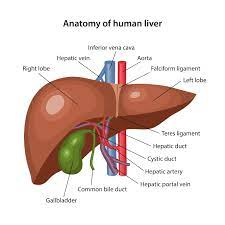 Anatomy of human liver
Inferior vena cava
Hepatic vein
Aorta
Right lobe
Falciform ligament
Left lobe
Teres ligament
Hepatic duct
Cystic duct
Hepatic artery
Hepatic portal vein
Common bile duct
Gallbladder